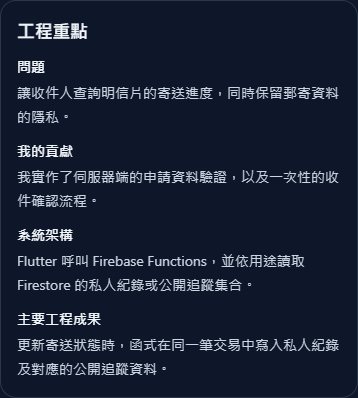 工程重點
問題
讓收件人查詢明信片的寄送進度，同時保留郵寄資料
的隱私。
我的貢獻
我實作了伺服器端的申請資料驗證，以及一次性的收
件確認流程。
系統架構
Flutter 呼叫 Firebase Functions，並依用途讀取
Firestore 的私人紀錄或公開追蹤集合。
主要工程成果
更新寄送狀態時，函式在同一筆交易中寫入私人紀錄
及對應的公開追蹤資料。